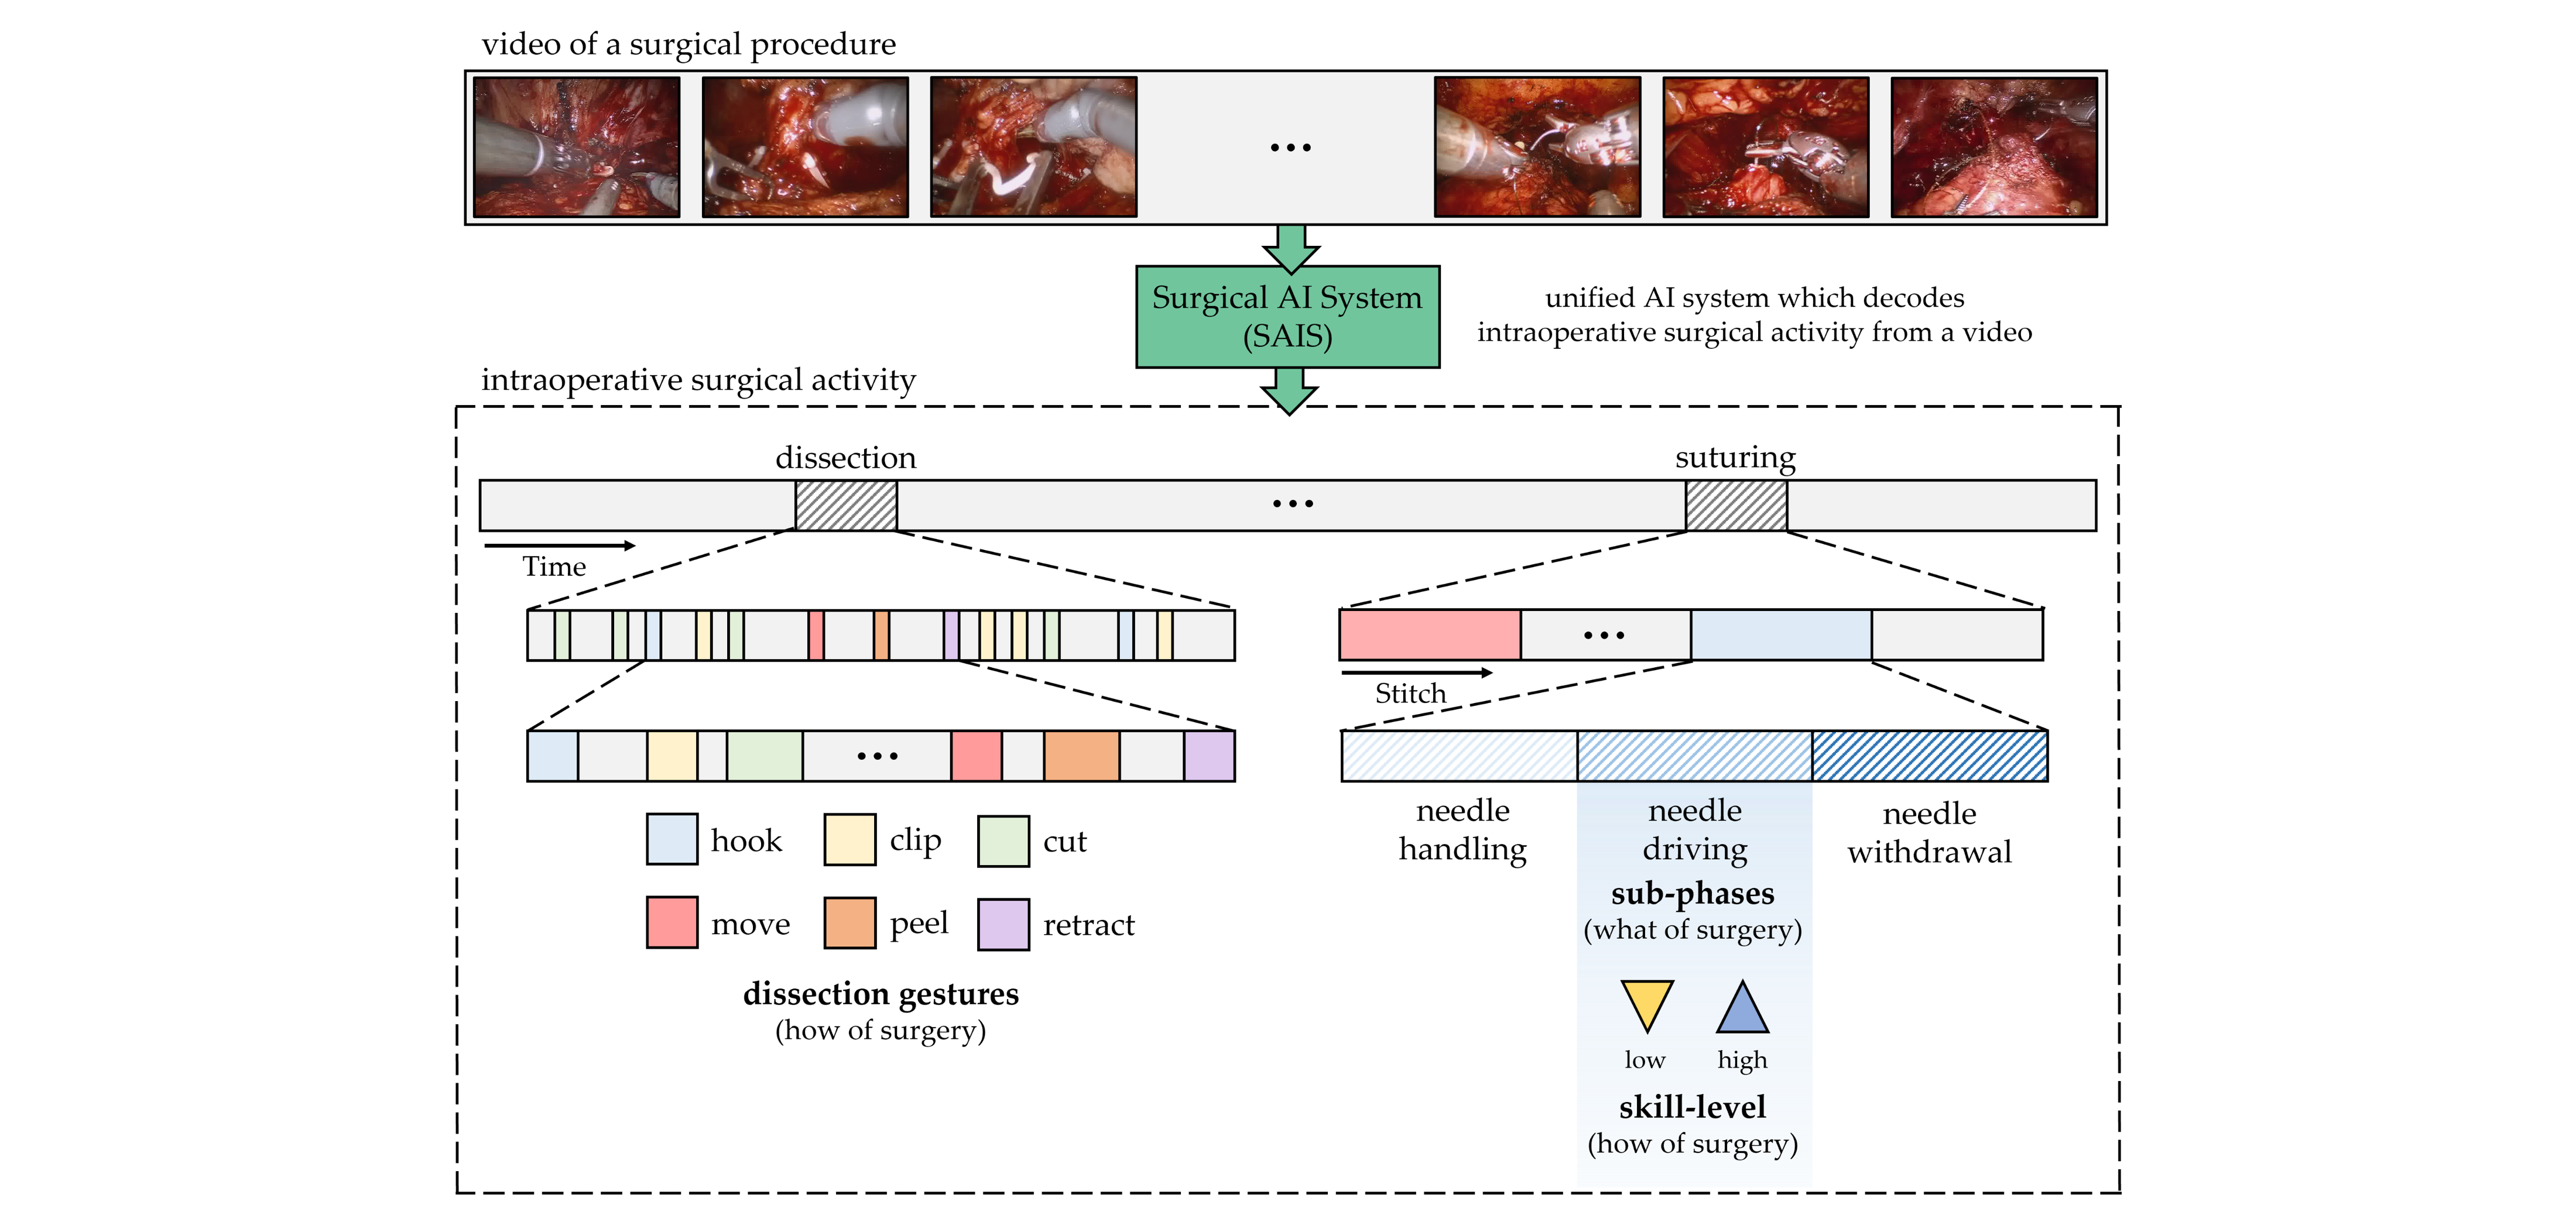 video of a surgical procedure
...
Surgical AI System
(SAIS)
unified AI system which decodes
intraoperative surgical activity from a video
intraoperative surgical activity
dissection
suturing
...
Time
...
Stitch
...
hook
clip
cut
move
peel
retract
dissection gestures
(how of surgery)
needle
handling
needle
driving
needle
withdrawal
sub-phases
(what of surgery)
low
high
skill-level
(how of surgery)